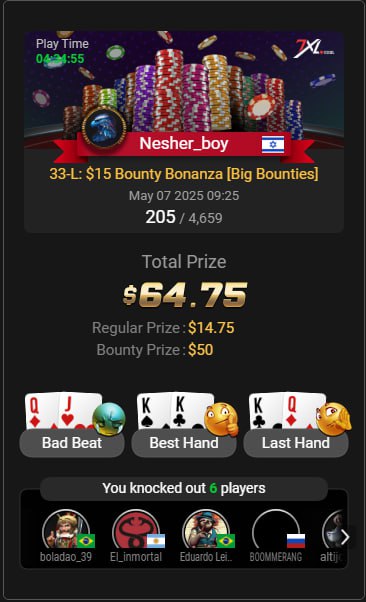 Play Time
04:24:55
7XL
Nesher_boy
33-L: $15 Bounty Bonanza [Big Bounties]
May 07 2025 09:25
205 / 4,659
Total Prize
$64.75
Regular Prize : $14.75
Bounty Prize : $50
Q J K K K Q
Bad Beat Best Hand Last Hand
You knocked out 6 players
boladao_39 El_inmortal Eduardo Lei.. BOOMMERANG altij